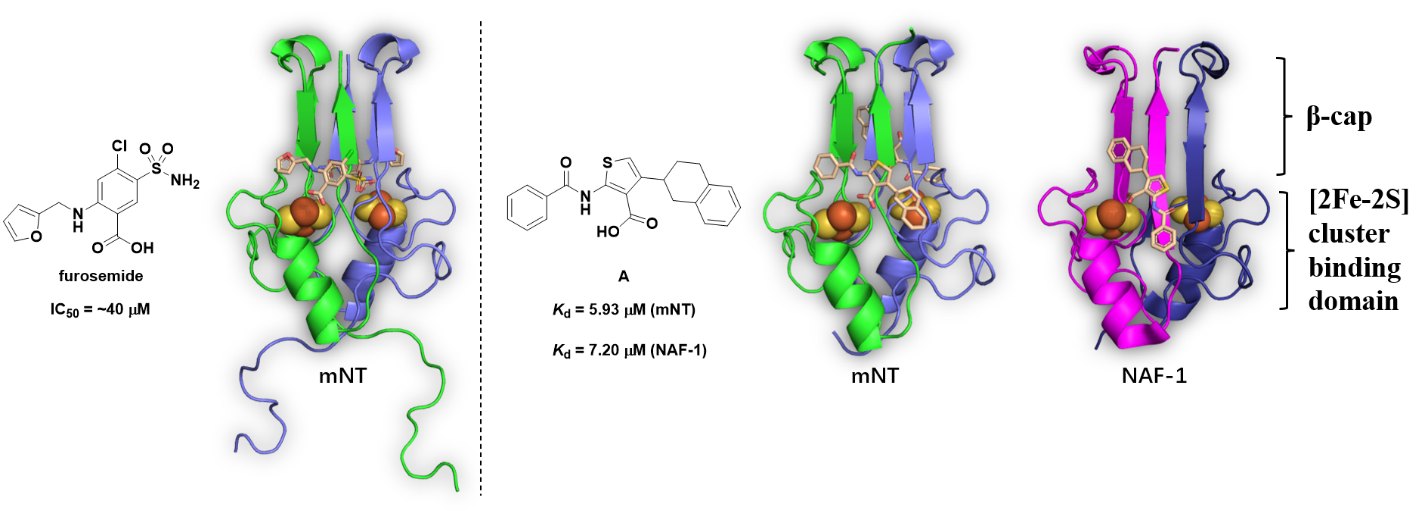 Cl
O
O
S
NH2
NH
O
O
OH
furosemide
IC50 = ~40 μM
mNT
O
S
N
H
HO
O
A
Kd = 5.93 μM (mNT)
Kd = 7.20 μM (NAF-1)
mNT
NAF-1
β-cap
[2Fe-2S]
cluster
binding
domain